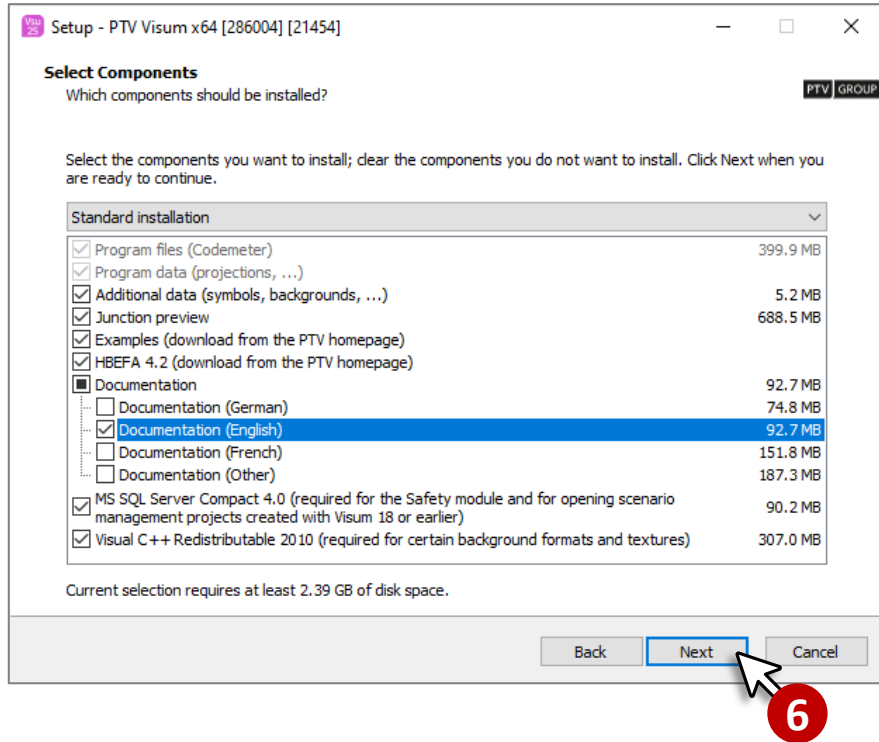 Vsu
25
Setup - PTV Visum x64 [286004] [21454]
Select Components
Which components should be installed?
PTV GROUP
Select the components you want to install; clear the components you do not want to install. Click Next when you
are ready to continue.
Standard installation
Program files (Codemeter) 399.9 MB
Program data (projections, ...)
Additional data (symbols, backgrounds, ...) 5.2 MB
Junction preview 688.5 MB
Examples (download from the PTV homepage)
HBEFA 4.2 (download from the PTV homepage)
Documentation 92.7 MB
Documentation (German) 74.8 MB
Documentation (English) 92.7 MB
Documentation (French) 151.8 MB
Documentation (Other) 187.3 MB
MS SQL Server Compact 4.0 (required for the Safety module and for opening scenario
management projects created with Visum 18 or earlier) 90.2 MB
Visual C++ Redistributable 2010 (required for certain background formats and textures) 307.0 MB
Current selection requires at least 2.39 GB of disk space.
Back Next Cancel
6